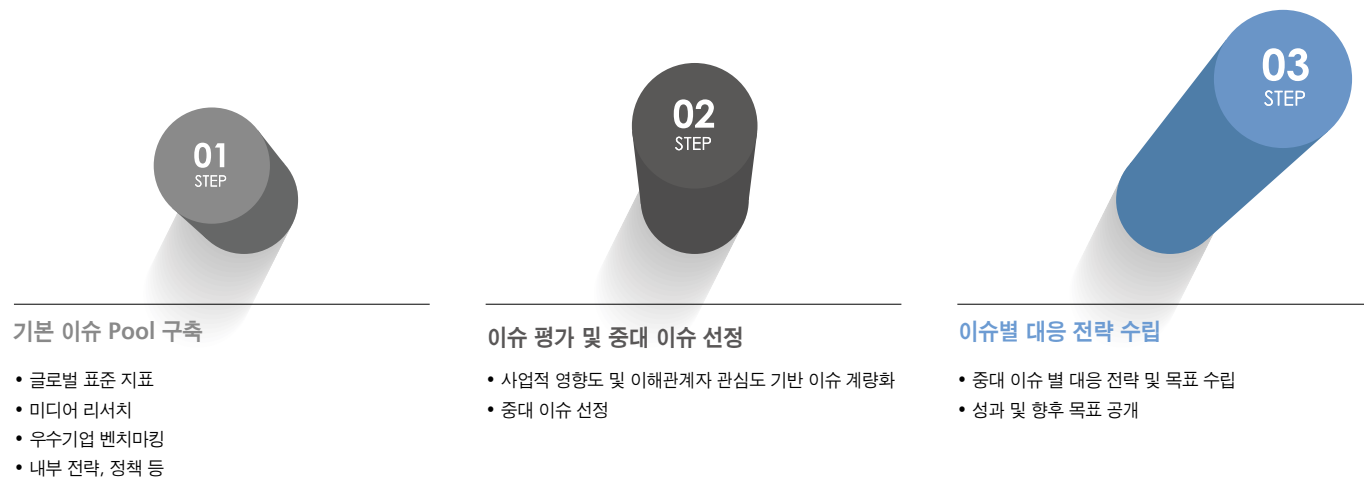 01
STEP
기본 이슈 Pool 구축
• 글로벌 표준 지표
• 미디어 리서치
• 우수기업 벤치마킹
• 내부 전략, 정책 등
02
STEP
이슈 평가 및 중대 이슈 선정
• 사업적 영향도 및 이해관계자 관심도 기반 이슈 계량화
• 중대 이슈 선정
03
STEP
이슈별 대응 전략 수립
• 중대 이슈 별 대응 전략 및 목표 수립
• 성과 및 향후 목표 공개